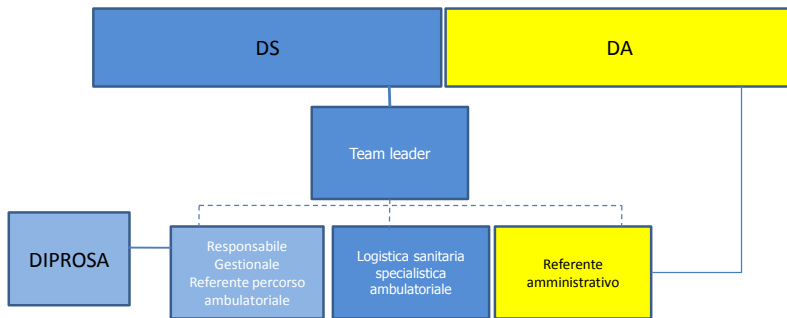 DS
DA
Team leader
DIPROSA
Responsabile
Gestionale
Referente percorso
ambulatoriale
Logistica sanitaria
specialistica
ambulatoriale
Referente
amministrativo